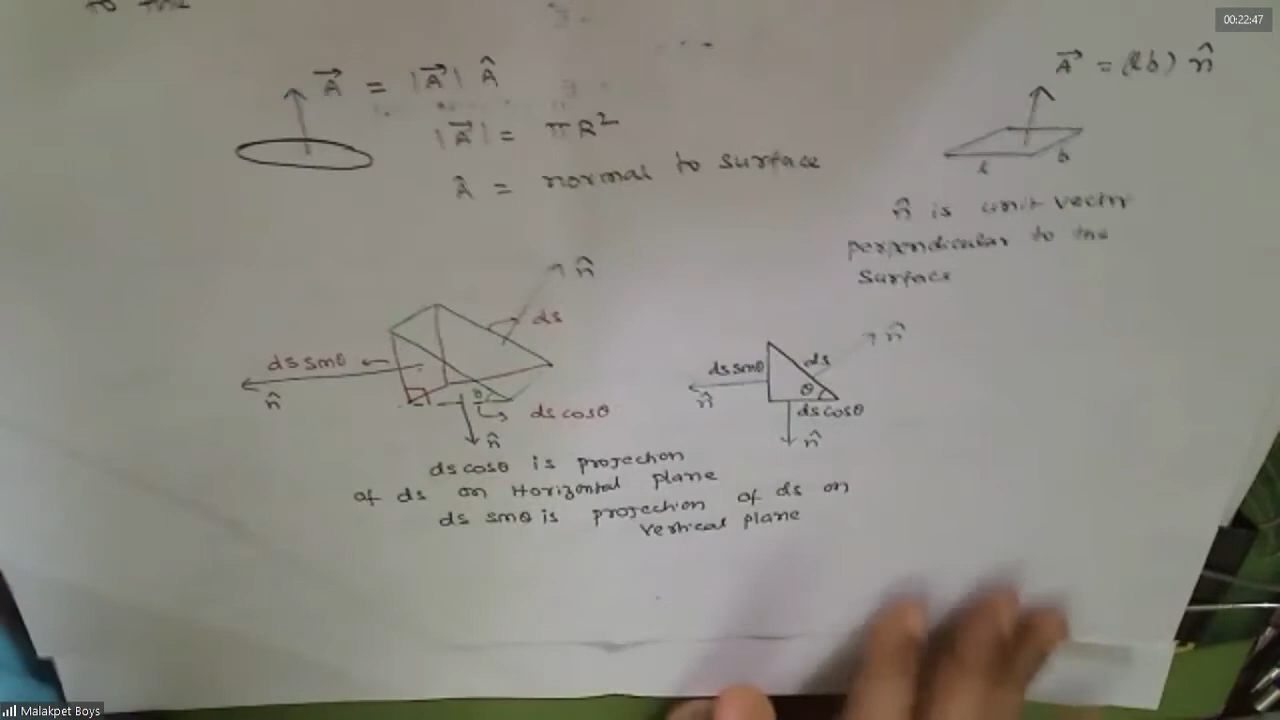 to the
00:22:47
A⃗ = |A⃗| Â
|A⃗| = πR²
Â = normal to surface
A⃗ = (lb) n̂
l
b
n̂ is unit vector
perpendicular to the
surface
n̂
ds
ds sinθ
n̂
θ
ds cosθ
n̂
n̂
ds
ds sinθ
θ
n̂
ds cosθ
n̂
ds cosθ is projection
of ds on Horizontal plane
ds sinθ is projection of ds on
vertical plane
Malakpet Boys